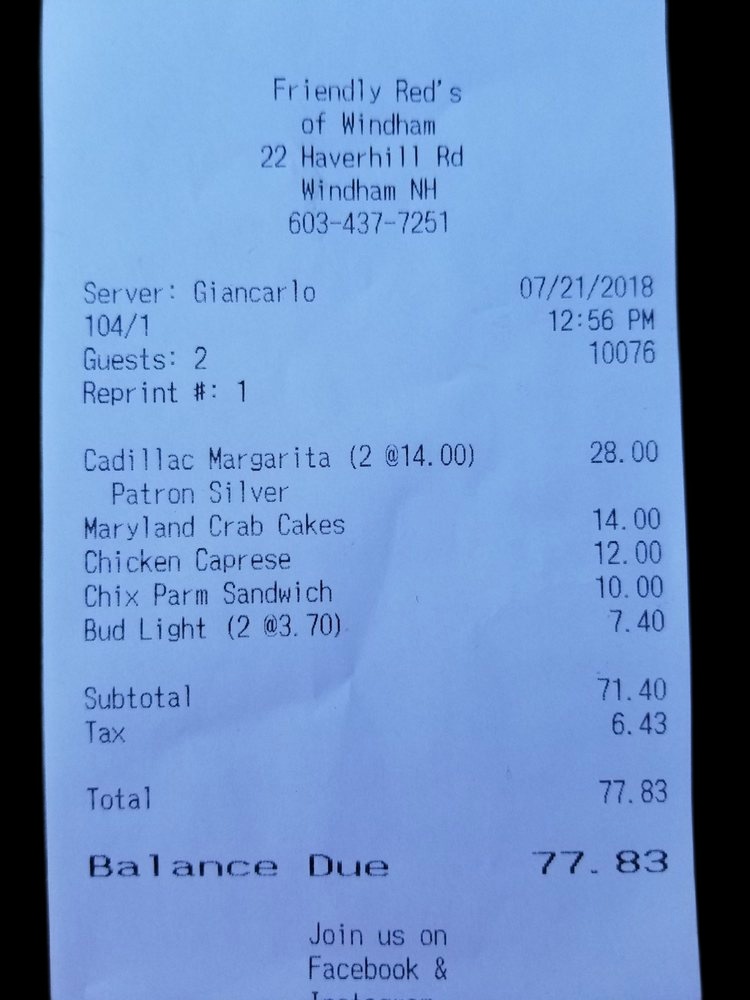 Friendly Red's
of Windham
22 Haverhill Rd
Windham NH
603-437-7251
Server: Giancarlo 07/21/2018
104/1 12:56 PM
Guests: 2 10076
Reprint #: 1
Cadillac Margarita (2 @14.00) 28.00
Patron Silver
Maryland Crab Cakes 14.00
Chicken Caprese 12.00
Chix Parm Sandwich 10.00
Bud Light (2 @3.70) 7.40
Subtotal 71.40
Tax 6.43
Total 77.83
Balance Due 77.83
Join us on
Facebook &